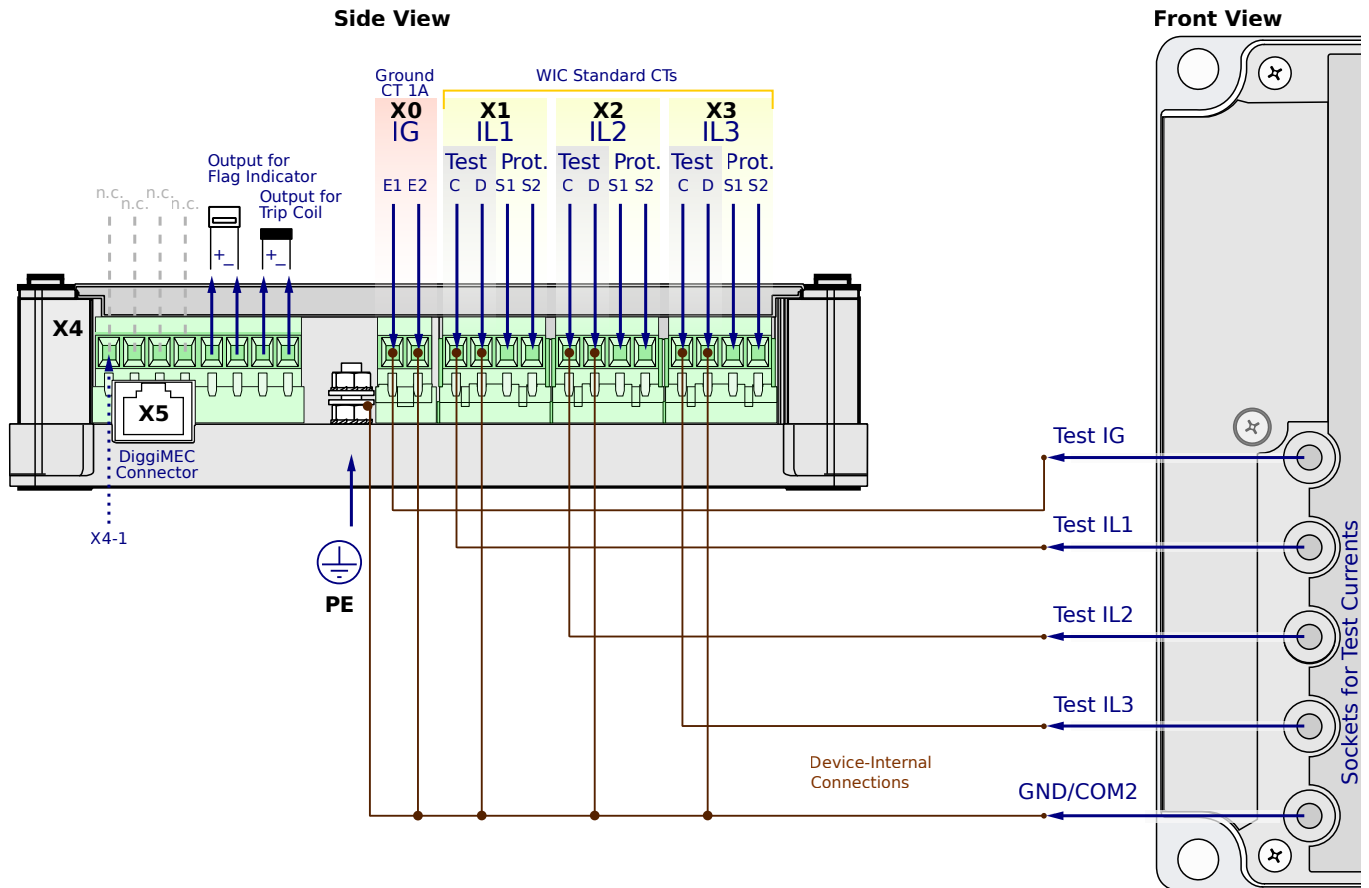 Side View
Front View
Ground
CT 1A
WIC Standard CTs
X0
X1
X2
X3
IG
IL1
IL2
IL3
Output for
Flag Indicator
Test Prot.
Test Prot.
Test Prot.
E1 E2
C D S1 S2
C D S1 S2
C D S1 S2
n.c.
n.c.
n.c.
n.c.
Output for
Trip Coil
+ −
+ −
X4
X5
DiggiMEC
Connector
X4-1
PE
Test IG
Test IL1
Test IL2
Test IL3
Device-Internal
Connections
GND/COM2
Sockets for Test Currents